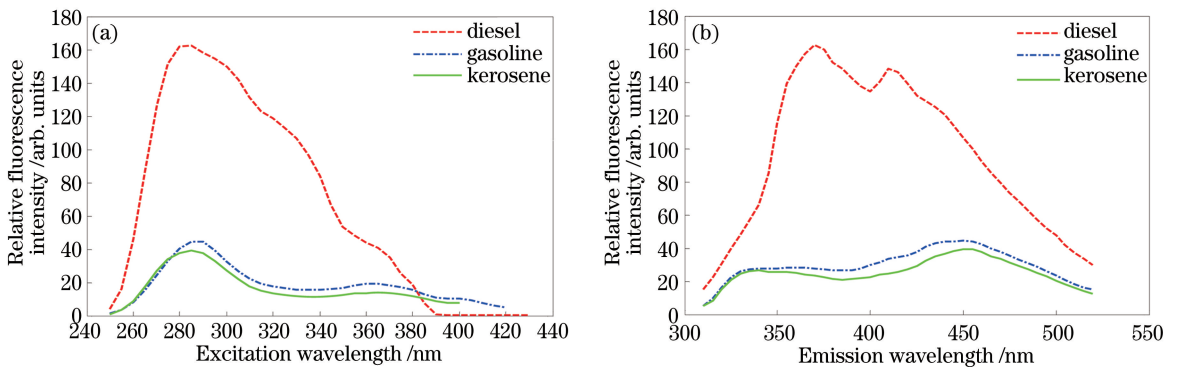 (a)
diesel
gasoline
kerosene
180
160
140
120
100
80
60
40
20
0
Relative fluorescence
intensity /arb. units
240 260 280 300 320 340 360 380 400 420 440
Excitation wavelength /nm
(b)
diesel
gasoline
kerosene
180
160
140
120
100
80
60
40
20
0
Relative fluorescence
intensity /arb. units
300 350 400 450 500 550
Emission wavelength /nm